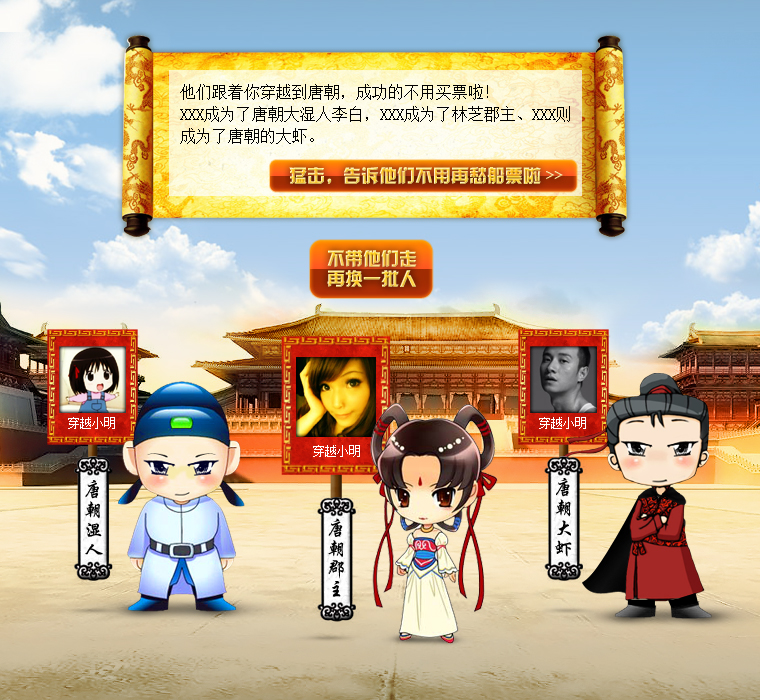 他们跟着你穿越到唐朝，成功的不用买票啦！
XXX成为了唐朝大湿人李白，XXX成为了林芝郡主、XXX则
成为了唐朝的大虾。
猛击，告诉他们不用再愁船票啦 >>
不带他们走
再换一批人
穿越小明
穿越小明
穿越小明
唐朝湿人
唐朝郡主
唐朝大虾